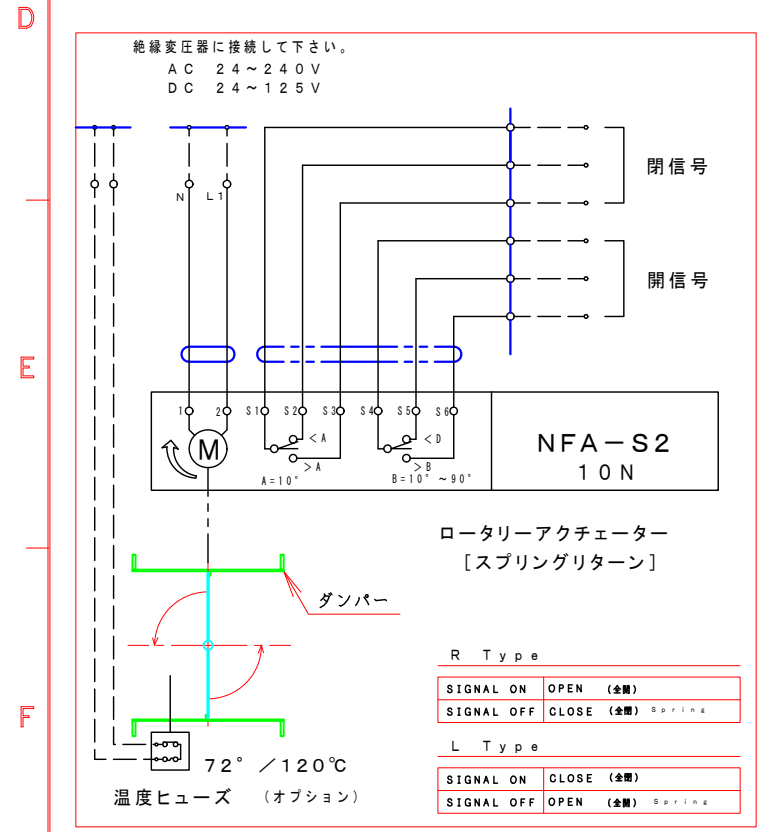 D
絶縁変圧器に接続して下さい。
AC 24~240V
DC 24~125V
N L1
閉信号
開信号
E
1 2 S1 S2 S3 S4 S5 S6
M
<A
>A
A=10°
<D
>B
B=10°~90°
NFA-S2
10N
ロータリーアクチェーター
[スプリングリターン]
ダンパー
R Type
SIGNAL ON OPEN (全開)
SIGNAL OFF CLOSE (全閉) Spring
F
L Type
SIGNAL ON CLOSE (全閉)
SIGNAL OFF OPEN (全開) Spring
72° /120℃
温度ヒューズ (オプション)